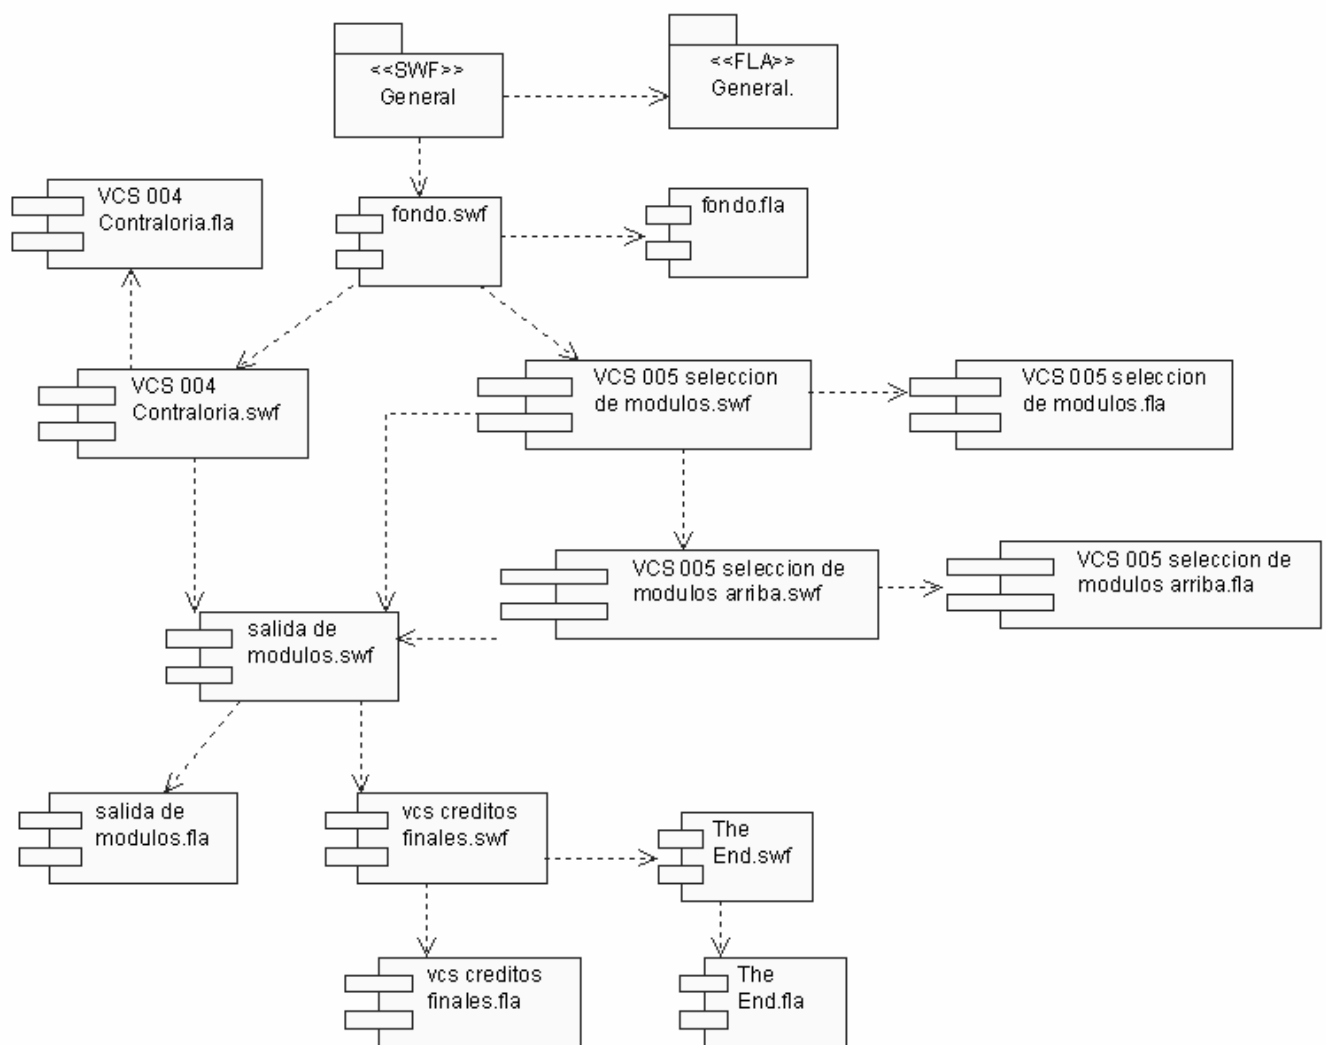 <<SWF>>
General
<<FLA>>
General.
VCS 004
Contraloria.fla
fondo.swf
fondo.fla
VCS 004
Contraloria.swf
VCS 005 seleccion
de modulos.swf
VCS 005 seleccion
de modulos.fla
VCS 005 seleccion de
modulos arriba.swf
VCS 005 seleccion de
modulos arriba.fla
salida de
modulos.swf
salida de
modulos.fla
vcs creditos
finales.swf
The
End.swf
vcs creditos
finales.fla
The
End.fla